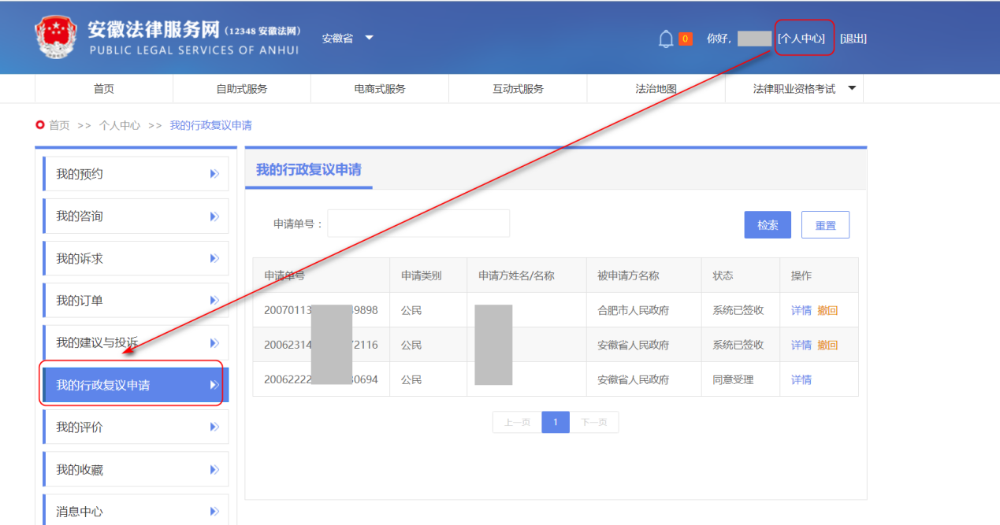 安徽法律服务网 (12348 安徽法网)
PUBLIC LEGAL SERVICES OF ANHUI
安徽省
0 你好, [个人中心] [退出]
首页 自助式服务 电商式服务 互动式服务 法治地图 法律职业资格考试
首页 >> 个人中心 >> 我的行政复议申请
我的预约
我的咨询
我的诉求
我的订单
我的建议与投诉
我的行政复议申请
我的评价
我的收藏
消息中心
我的行政复议申请
申请单号： 检索 重置
申请单号 申请类别 申请方姓名/名称 被申请方名称 状态 操作
20070113 9898 公民 合肥市人民政府 系统已签收 详情 撤回
20062314 2116 公民 安徽省人民政府 系统已签收 详情 撤回
20062222 0694 公民 安徽省人民政府 同意受理 详情
上一页 1 下一页